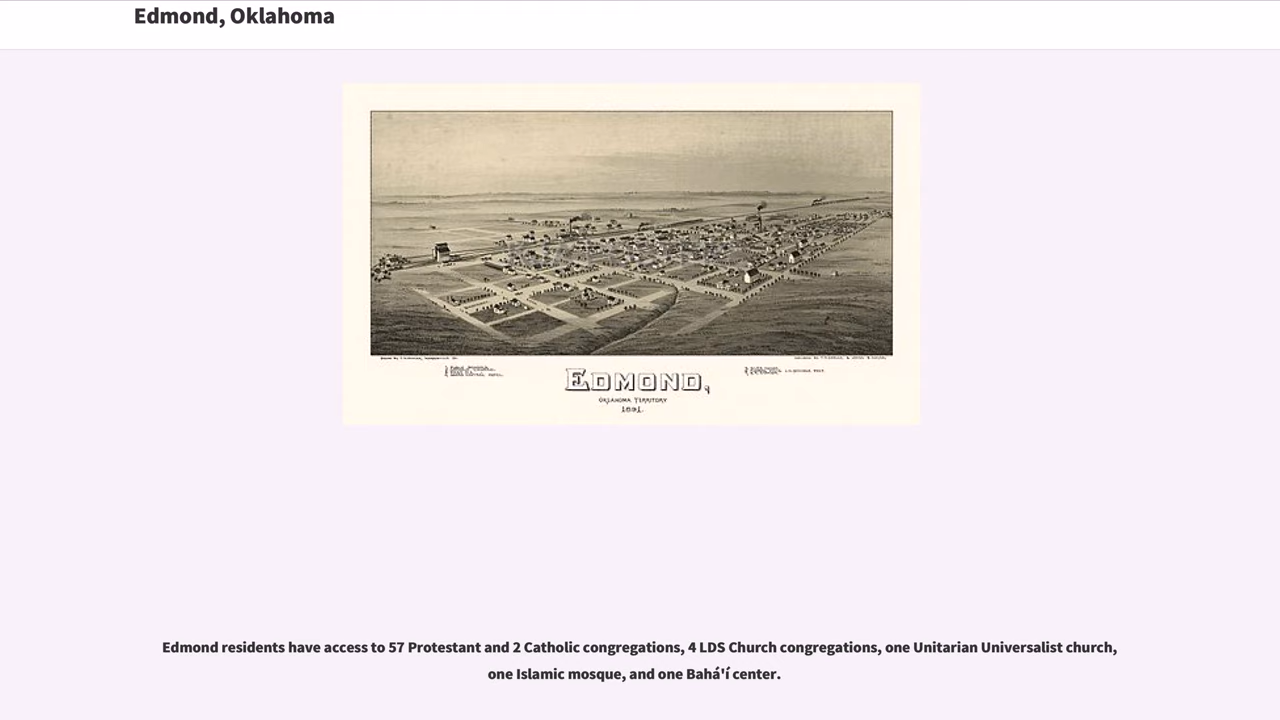 Edmond, Oklahoma
EDMOND,
OKLAHOMA TERRITORY
1891.
Edmond residents have access to 57 Protestant and 2 Catholic congregations, 4 LDS Church congregations, one Unitarian Universalist church,
one Islamic mosque, and one Bahá'í center.